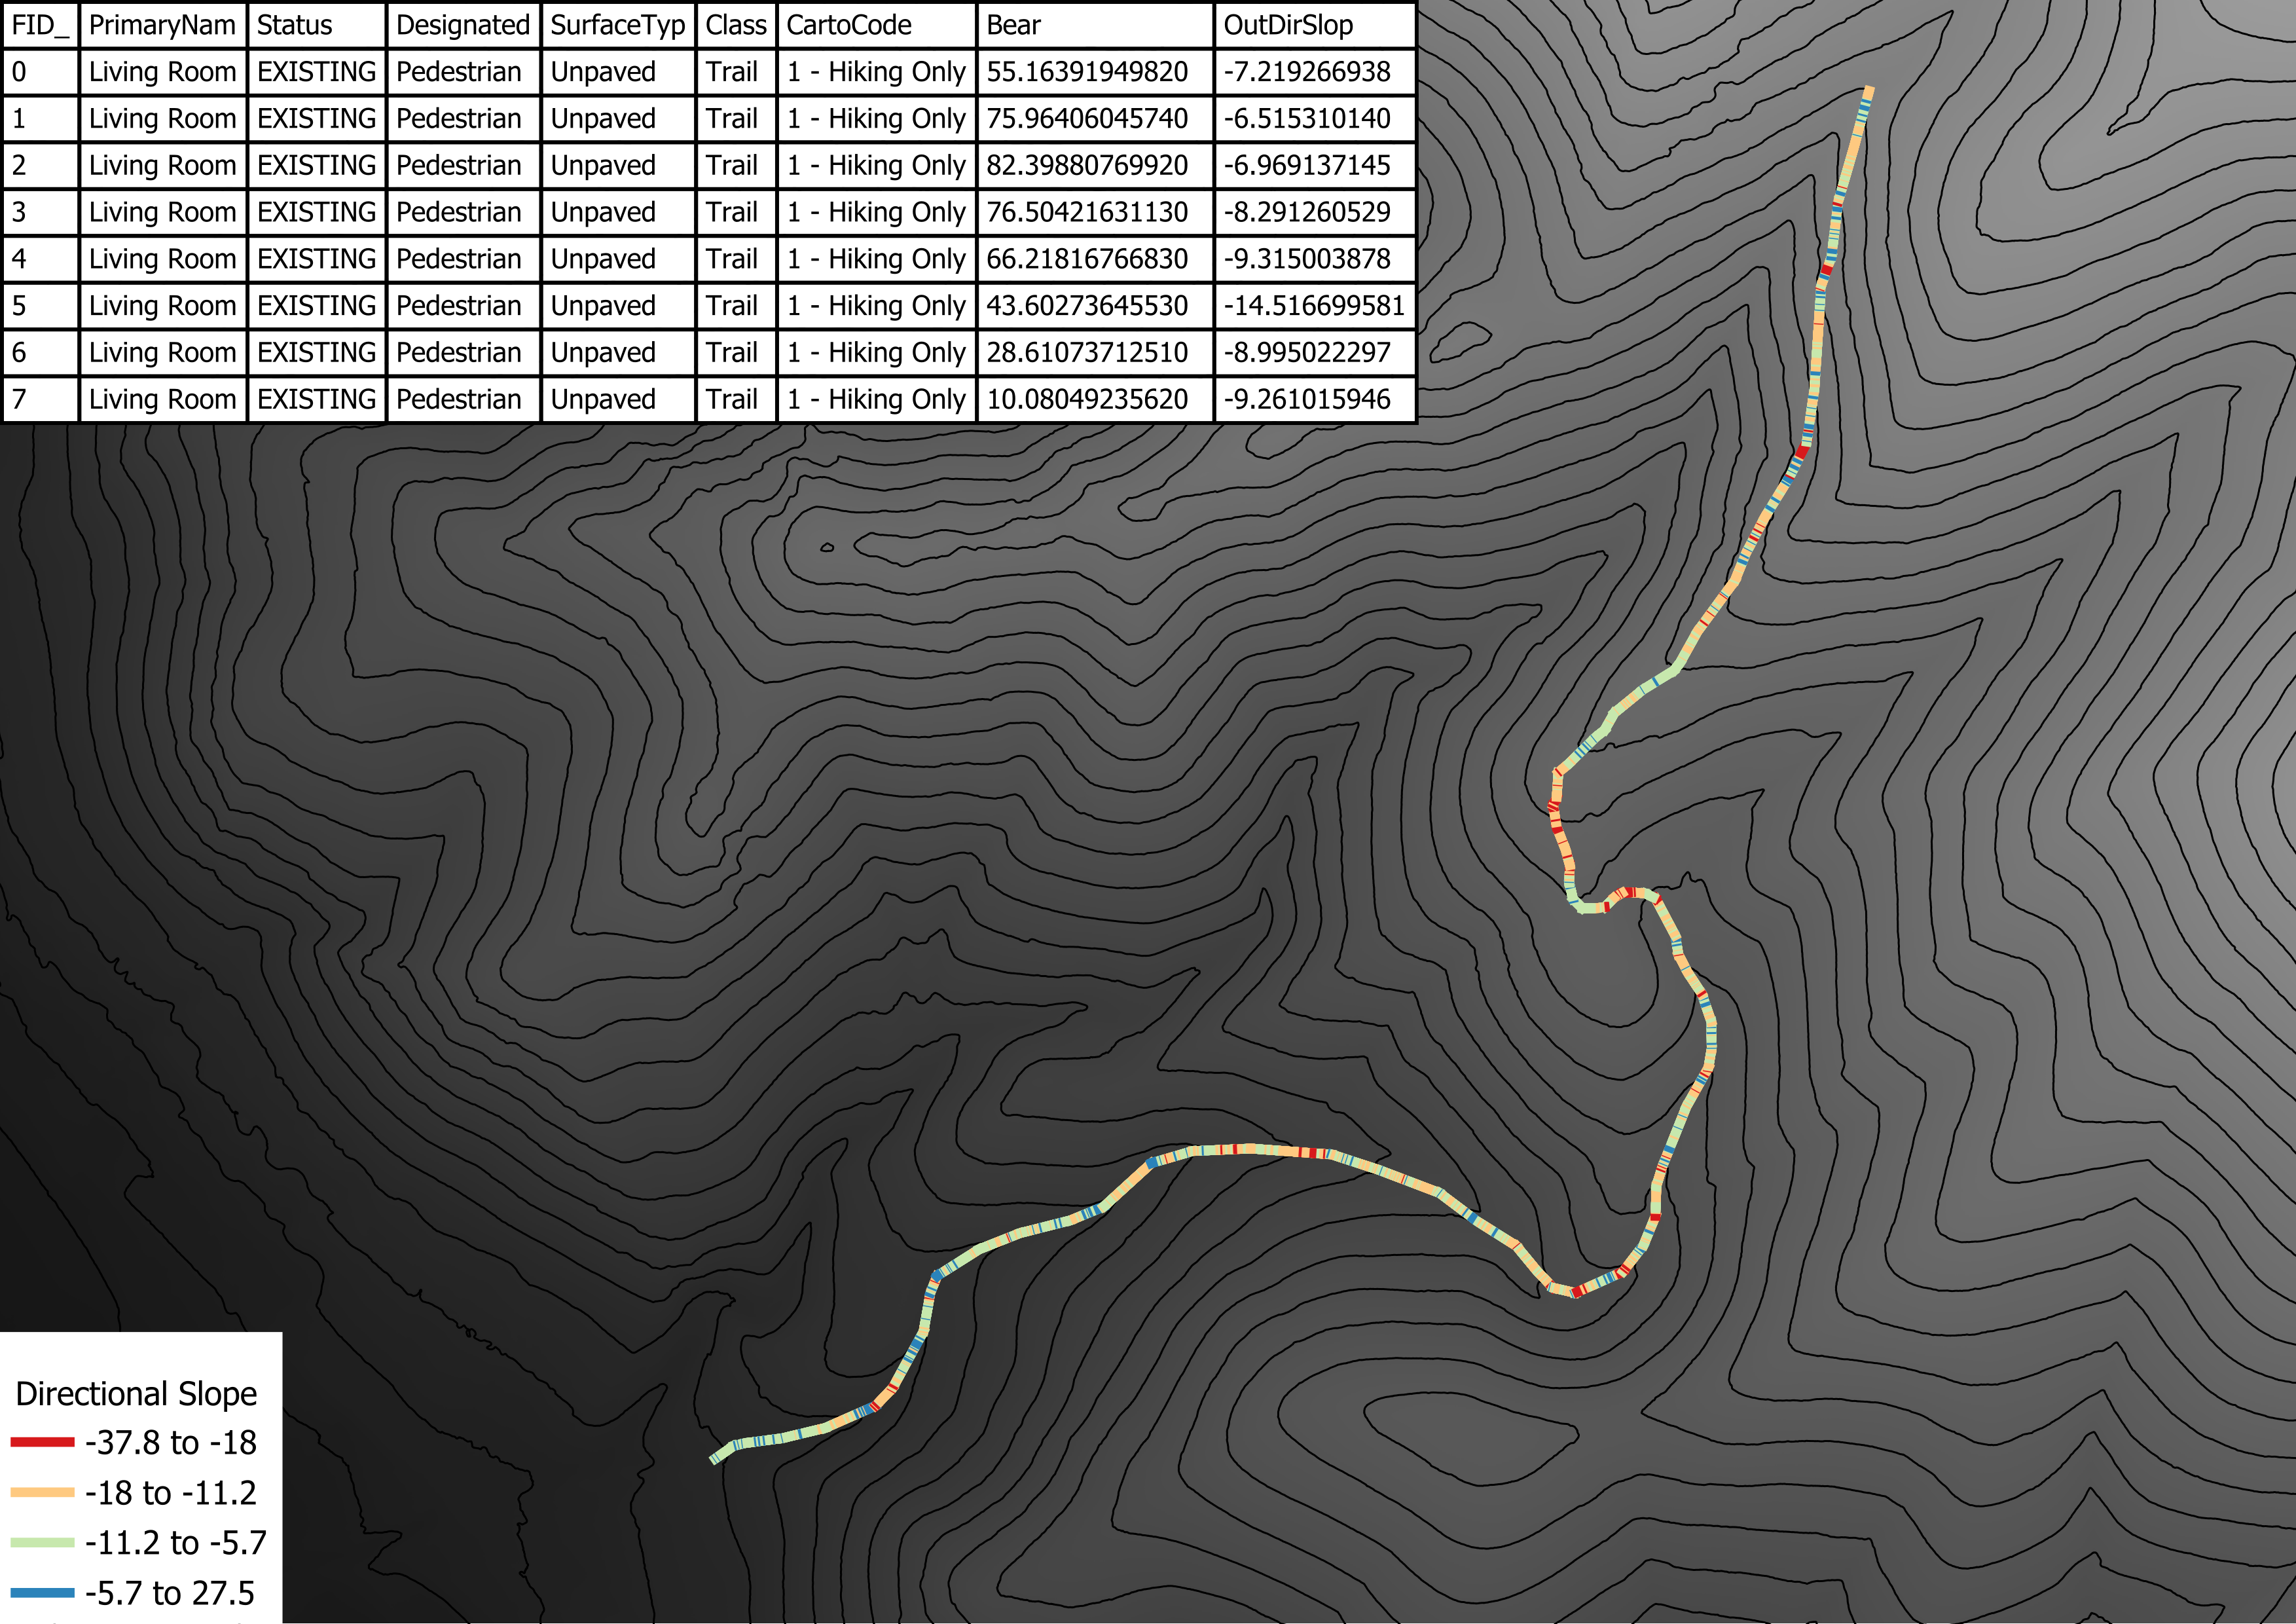 FID_ PrimaryNam Status Designated SurfaceTyp Class CartoCode Bear OutDirSlop
0 Living Room EXISTING Pedestrian Unpaved Trail 1 - Hiking Only 55.16391949820 -7.219266938
1 Living Room EXISTING Pedestrian Unpaved Trail 1 - Hiking Only 75.96406045740 -6.515310140
2 Living Room EXISTING Pedestrian Unpaved Trail 1 - Hiking Only 82.39880769920 -6.969137145
3 Living Room EXISTING Pedestrian Unpaved Trail 1 - Hiking Only 76.50421631130 -8.291260529
4 Living Room EXISTING Pedestrian Unpaved Trail 1 - Hiking Only 66.21816766830 -9.315003878
5 Living Room EXISTING Pedestrian Unpaved Trail 1 - Hiking Only 43.60273645530 -14.516699581
6 Living Room EXISTING Pedestrian Unpaved Trail 1 - Hiking Only 28.61073712510 -8.995022297
7 Living Room EXISTING Pedestrian Unpaved Trail 1 - Hiking Only 10.08049235620 -9.261015946
Directional Slope
-37.8 to -18
-18 to -11.2
-11.2 to -5.7
-5.7 to 27.5